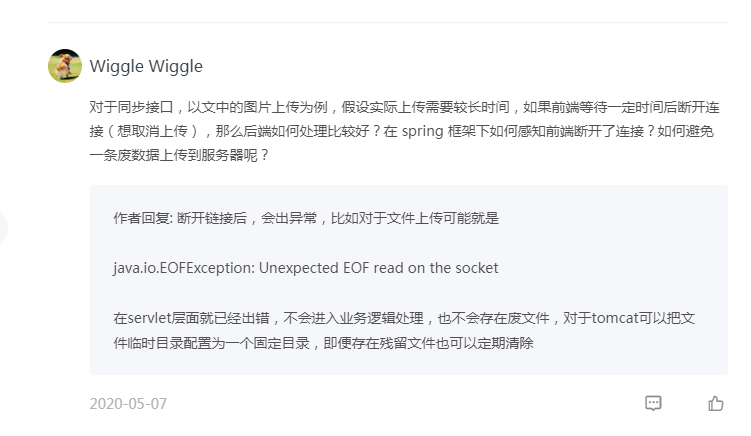 Wiggle Wiggle
对于同步接口，以文中的图片上传为例，假设实际上传需要较长时间，如果前端等待一定时间后断开连
接（想取消上传），那么后端如何处理比较好？在 spring 框架下如何感知前端断开了连接？如何避免
一条废数据上传到服务器呢？
作者回复: 断开链接后，会出异常，比如对于文件上传可能就是
java.io.EOFException: Unexpected EOF read on the socket
在servlet层面就已经出错，不会进入业务逻辑处理，也不会存在废文件，对于tomcat可以把文
件临时目录配置为一个固定目录，即便存在残留文件也可以定期清除
2020-05-07